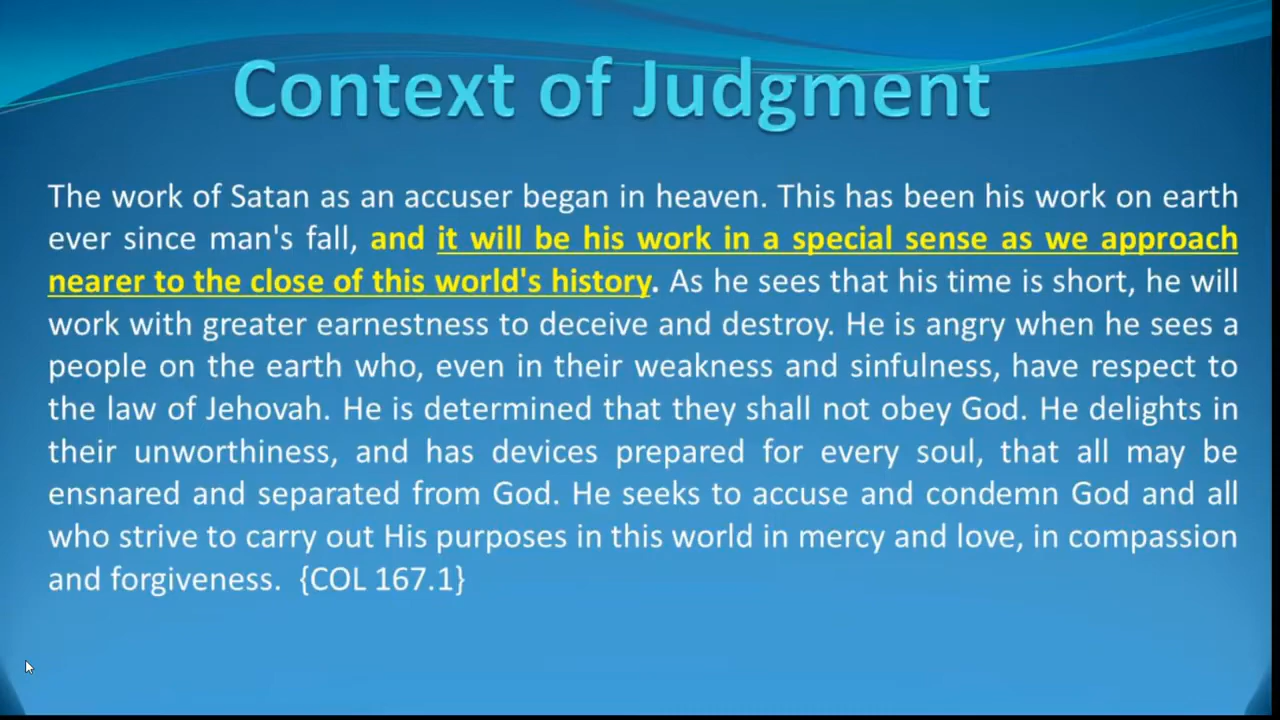 Context of Judgment
The work of Satan as an accuser began in heaven. This has been his work on earth
ever since man's fall, and it will be his work in a special sense as we approach
nearer to the close of this world's history. As he sees that his time is short, he will
work with greater earnestness to deceive and destroy. He is angry when he sees a
people on the earth who, even in their weakness and sinfulness, have respect to
the law of Jehovah. He is determined that they shall not obey God. He delights in
their unworthiness, and has devices prepared for every soul, that all may be
ensnared and separated from God. He seeks to accuse and condemn God and all
who strive to carry out His purposes in this world in mercy and love, in compassion
and forgiveness. {COL 167.1}